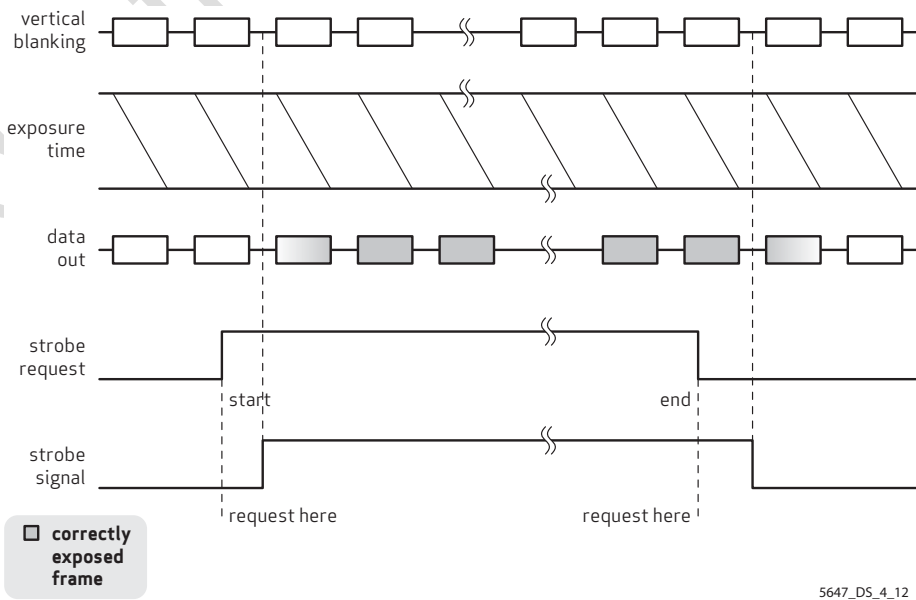 vertical
blanking
exposure
time
data
out
strobe
request
start
end
strobe
signal
request here
request here
correctly
exposed
frame
5647_DS_4_12